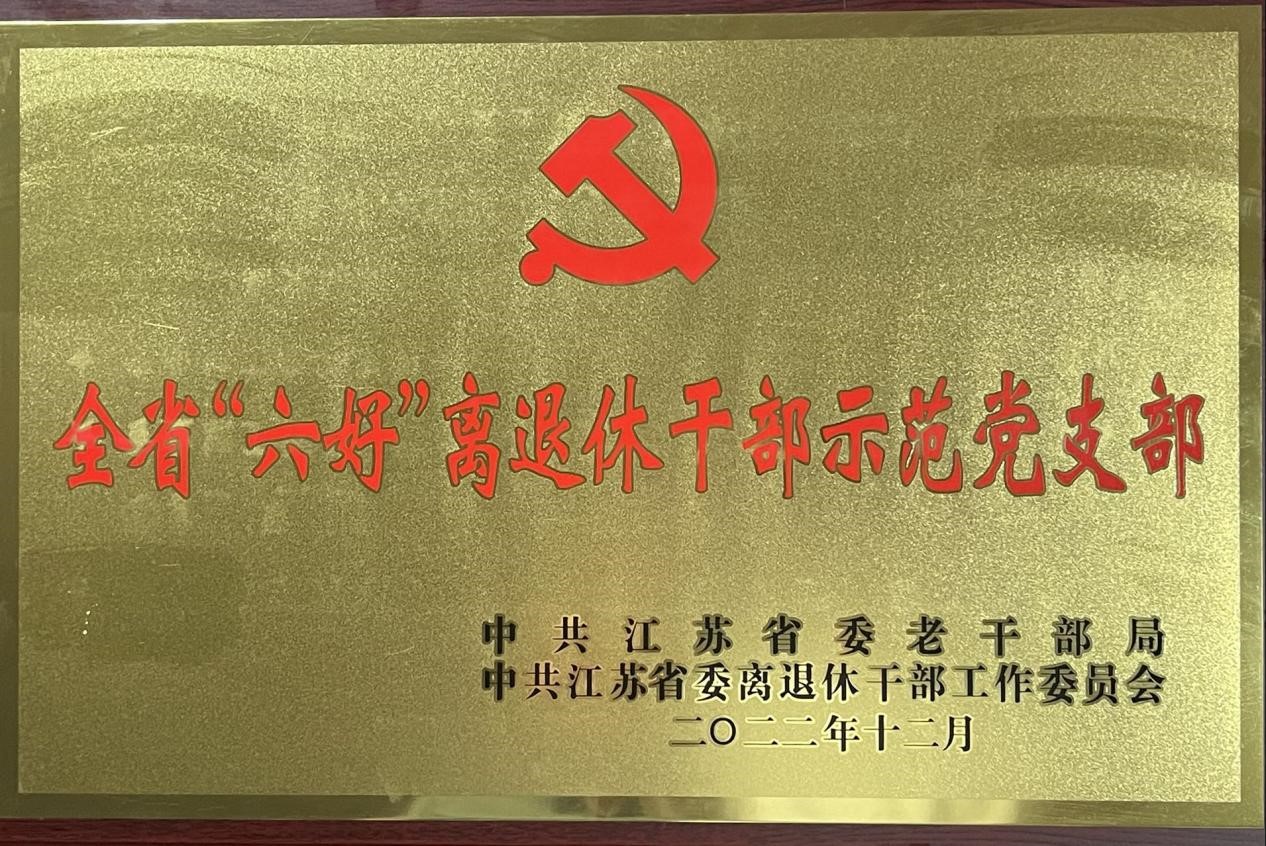 全省“六好”离退休干部示范党支部
中共江苏省委老干部局
中共江苏省委离退休干部工作委员会
二〇二二年十二月